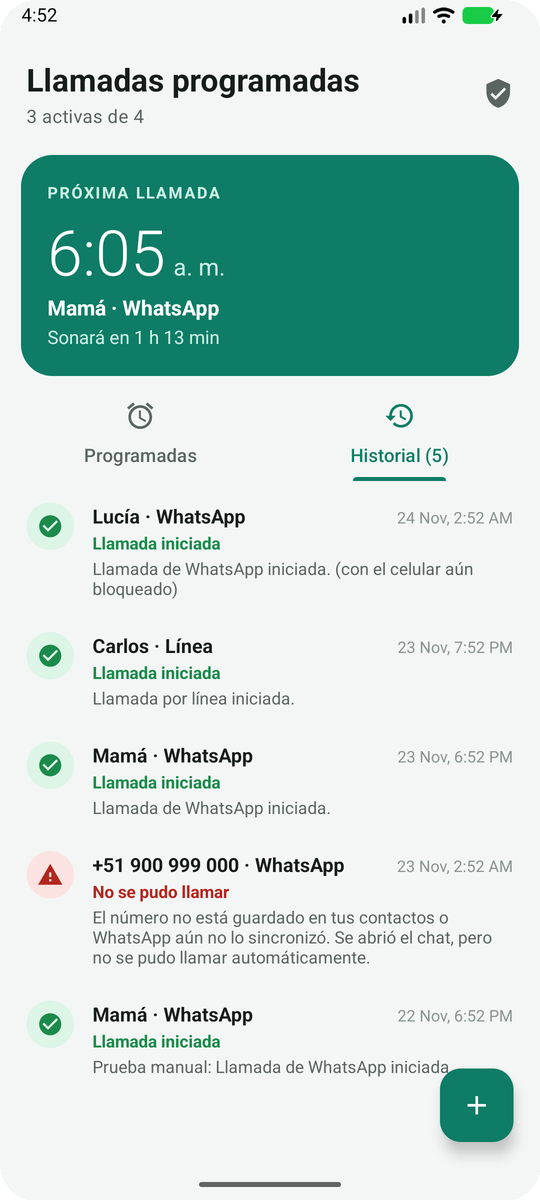 4:52
Llamadas programadas
3 activas de 4
PRÓXIMA LLAMADA
6:05 a. m.
Mamá · WhatsApp
Sonará en 1 h 13 min
Programadas
Historial (5)
Lucía · WhatsApp
24 Nov, 2:52 AM
Llamada iniciada
Llamada de WhatsApp iniciada. (con el celular aún
bloqueado)
Carlos · Línea
23 Nov, 7:52 PM
Llamada iniciada
Llamada por línea iniciada.
Mamá · WhatsApp
23 Nov, 6:52 PM
Llamada iniciada
Llamada de WhatsApp iniciada.
+51 900 999 000 · WhatsApp
23 Nov, 2:52 AM
No se pudo llamar
El número no está guardado en tus contactos o
WhatsApp aún no lo sincronizó. Se abrió el chat, pero
no se pudo llamar automáticamente.
Mamá · WhatsApp
22 Nov, 6:52 PM
Llamada iniciada
Prueba manual: Llamada de WhatsApp iniciada
+